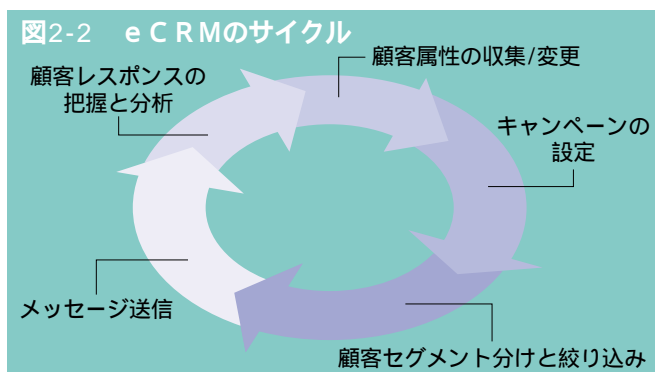 図2-2 eCRMのサイクル
顧客属性の収集/変更
顧客レスポンスの
把握と分析
キャンペーンの
設定
メッセージ送信
顧客セグメント分けと絞り込み